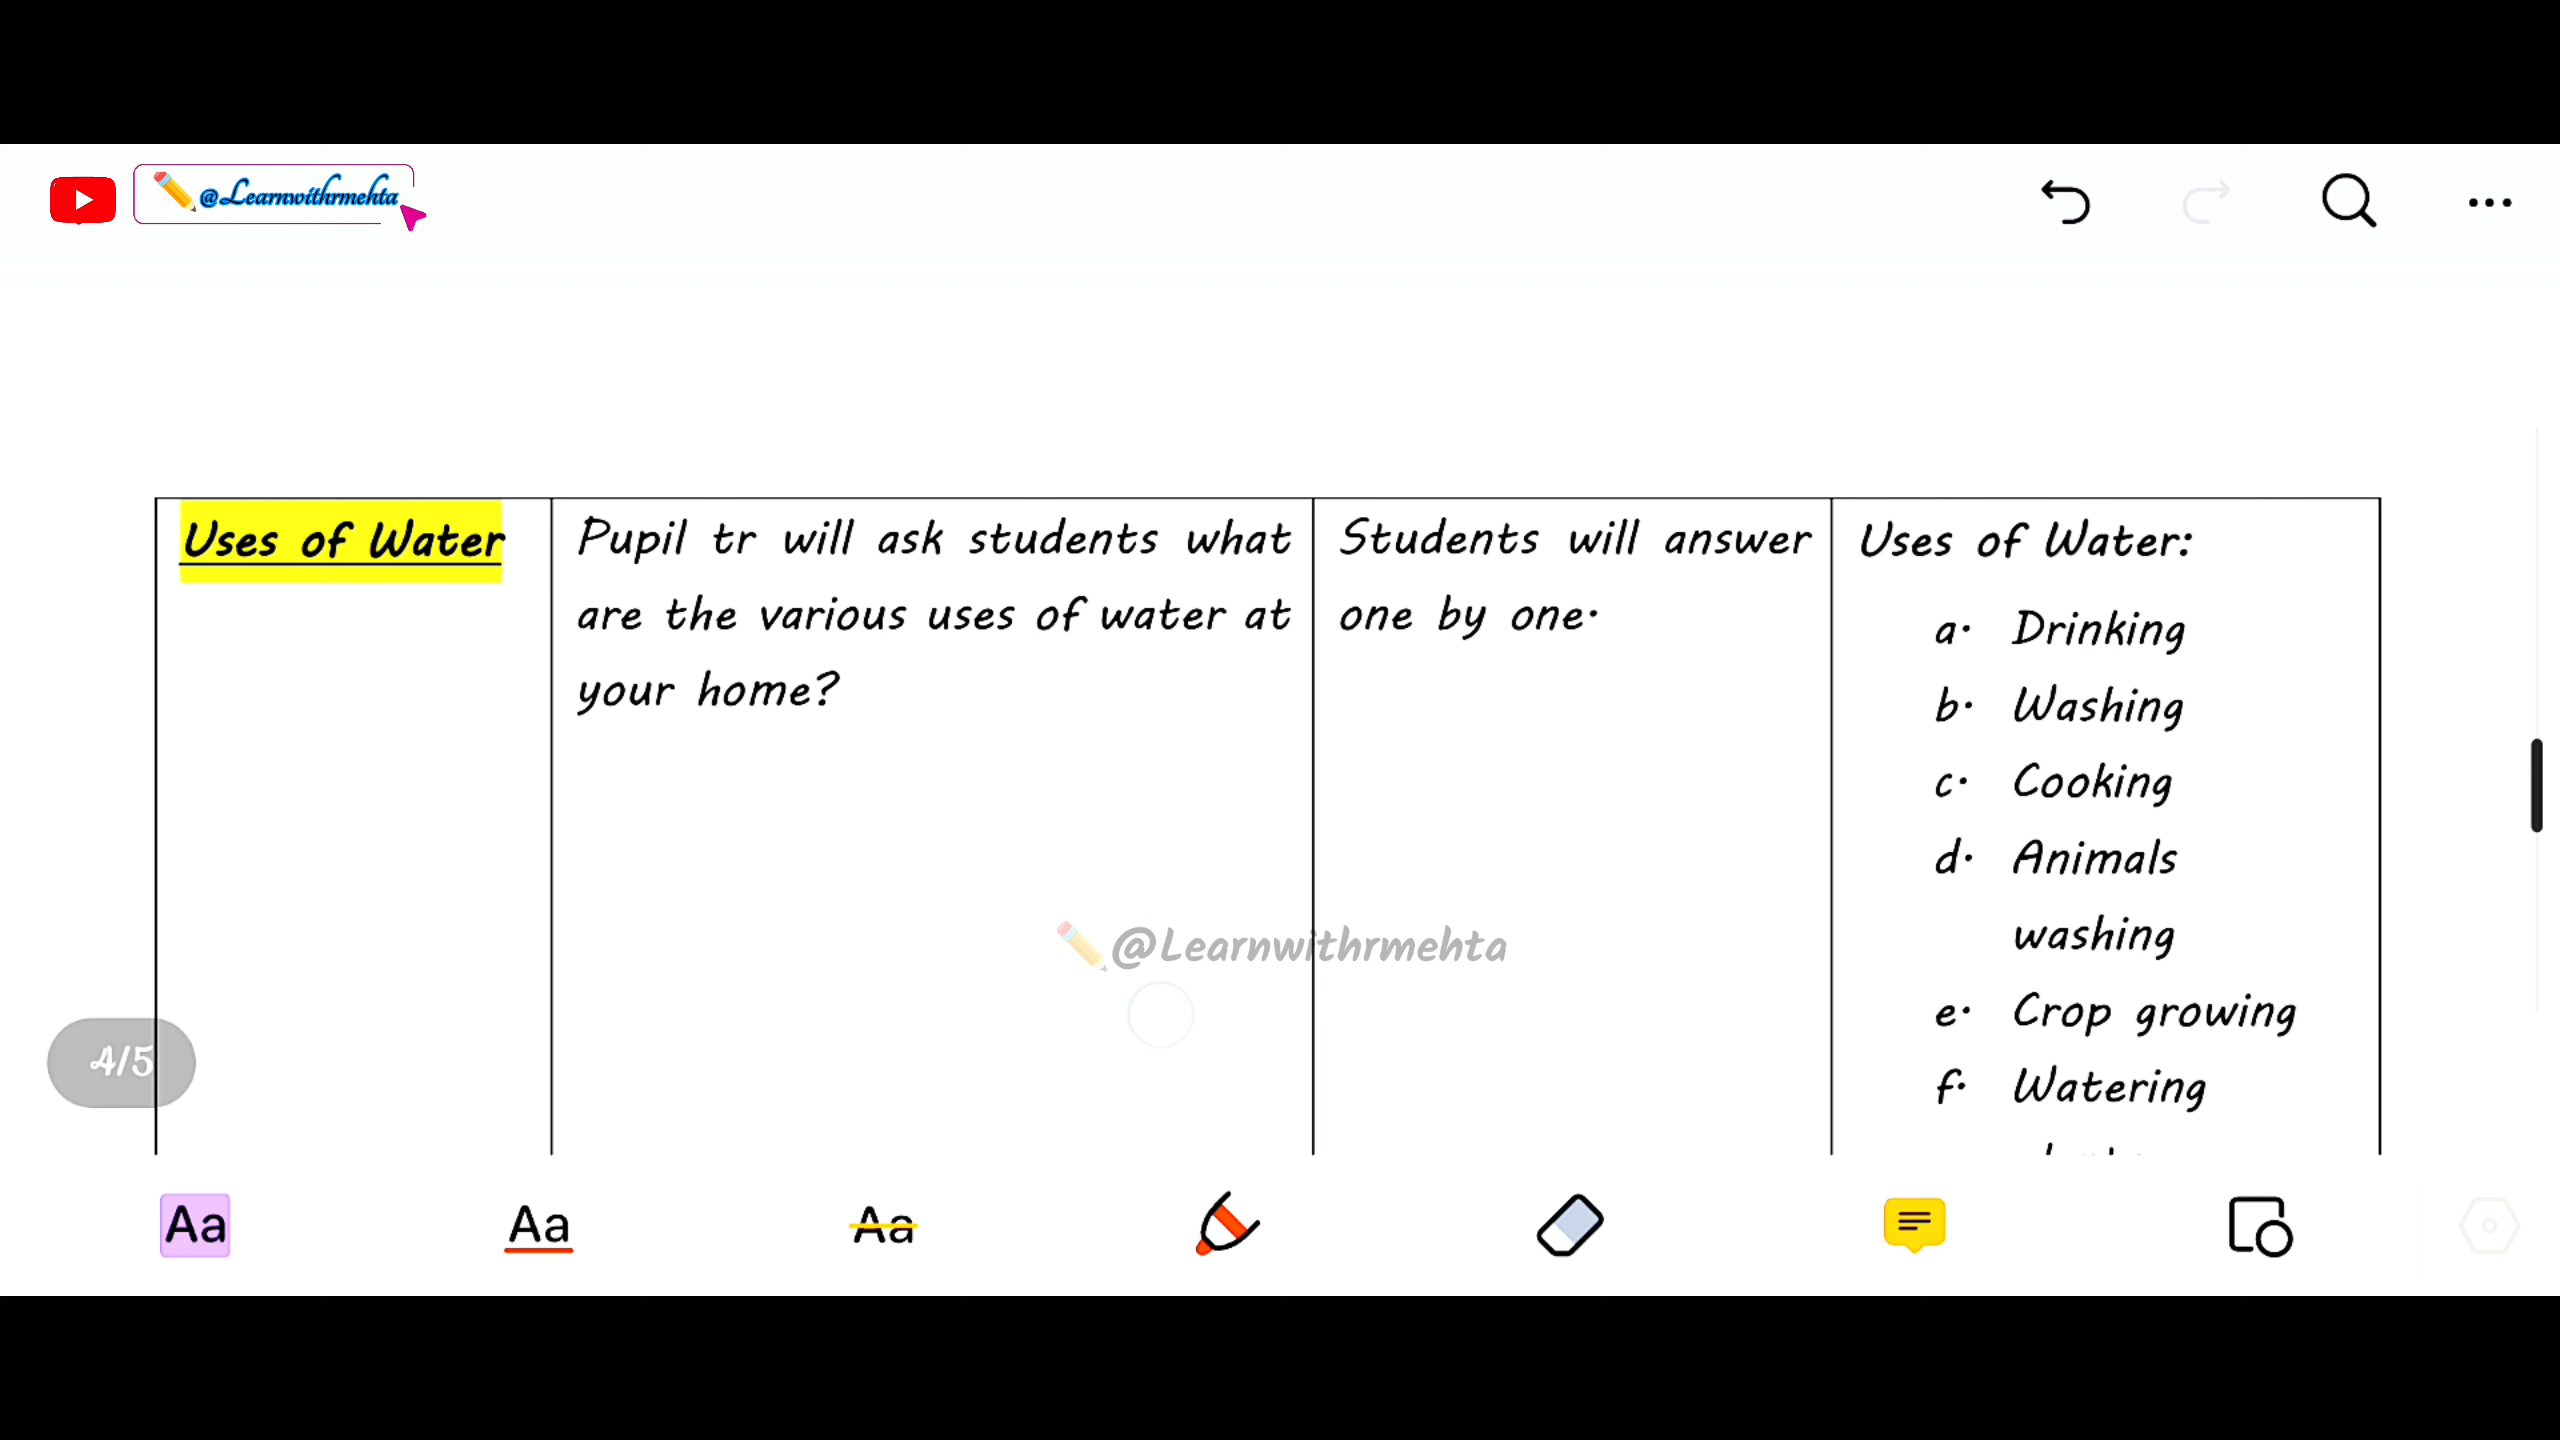 @Learnwithrmehta
Uses of Water
Pupil tr will ask students what
are the various uses of water at
your home?
Students will answer
one by one.
Uses of Water:
a. Drinking
b. Washing
c. Cooking
d. Animals
washing
e. Crop growing
f. Watering
@Learnwithrmehta
4/5
Aa
Aa
Aa